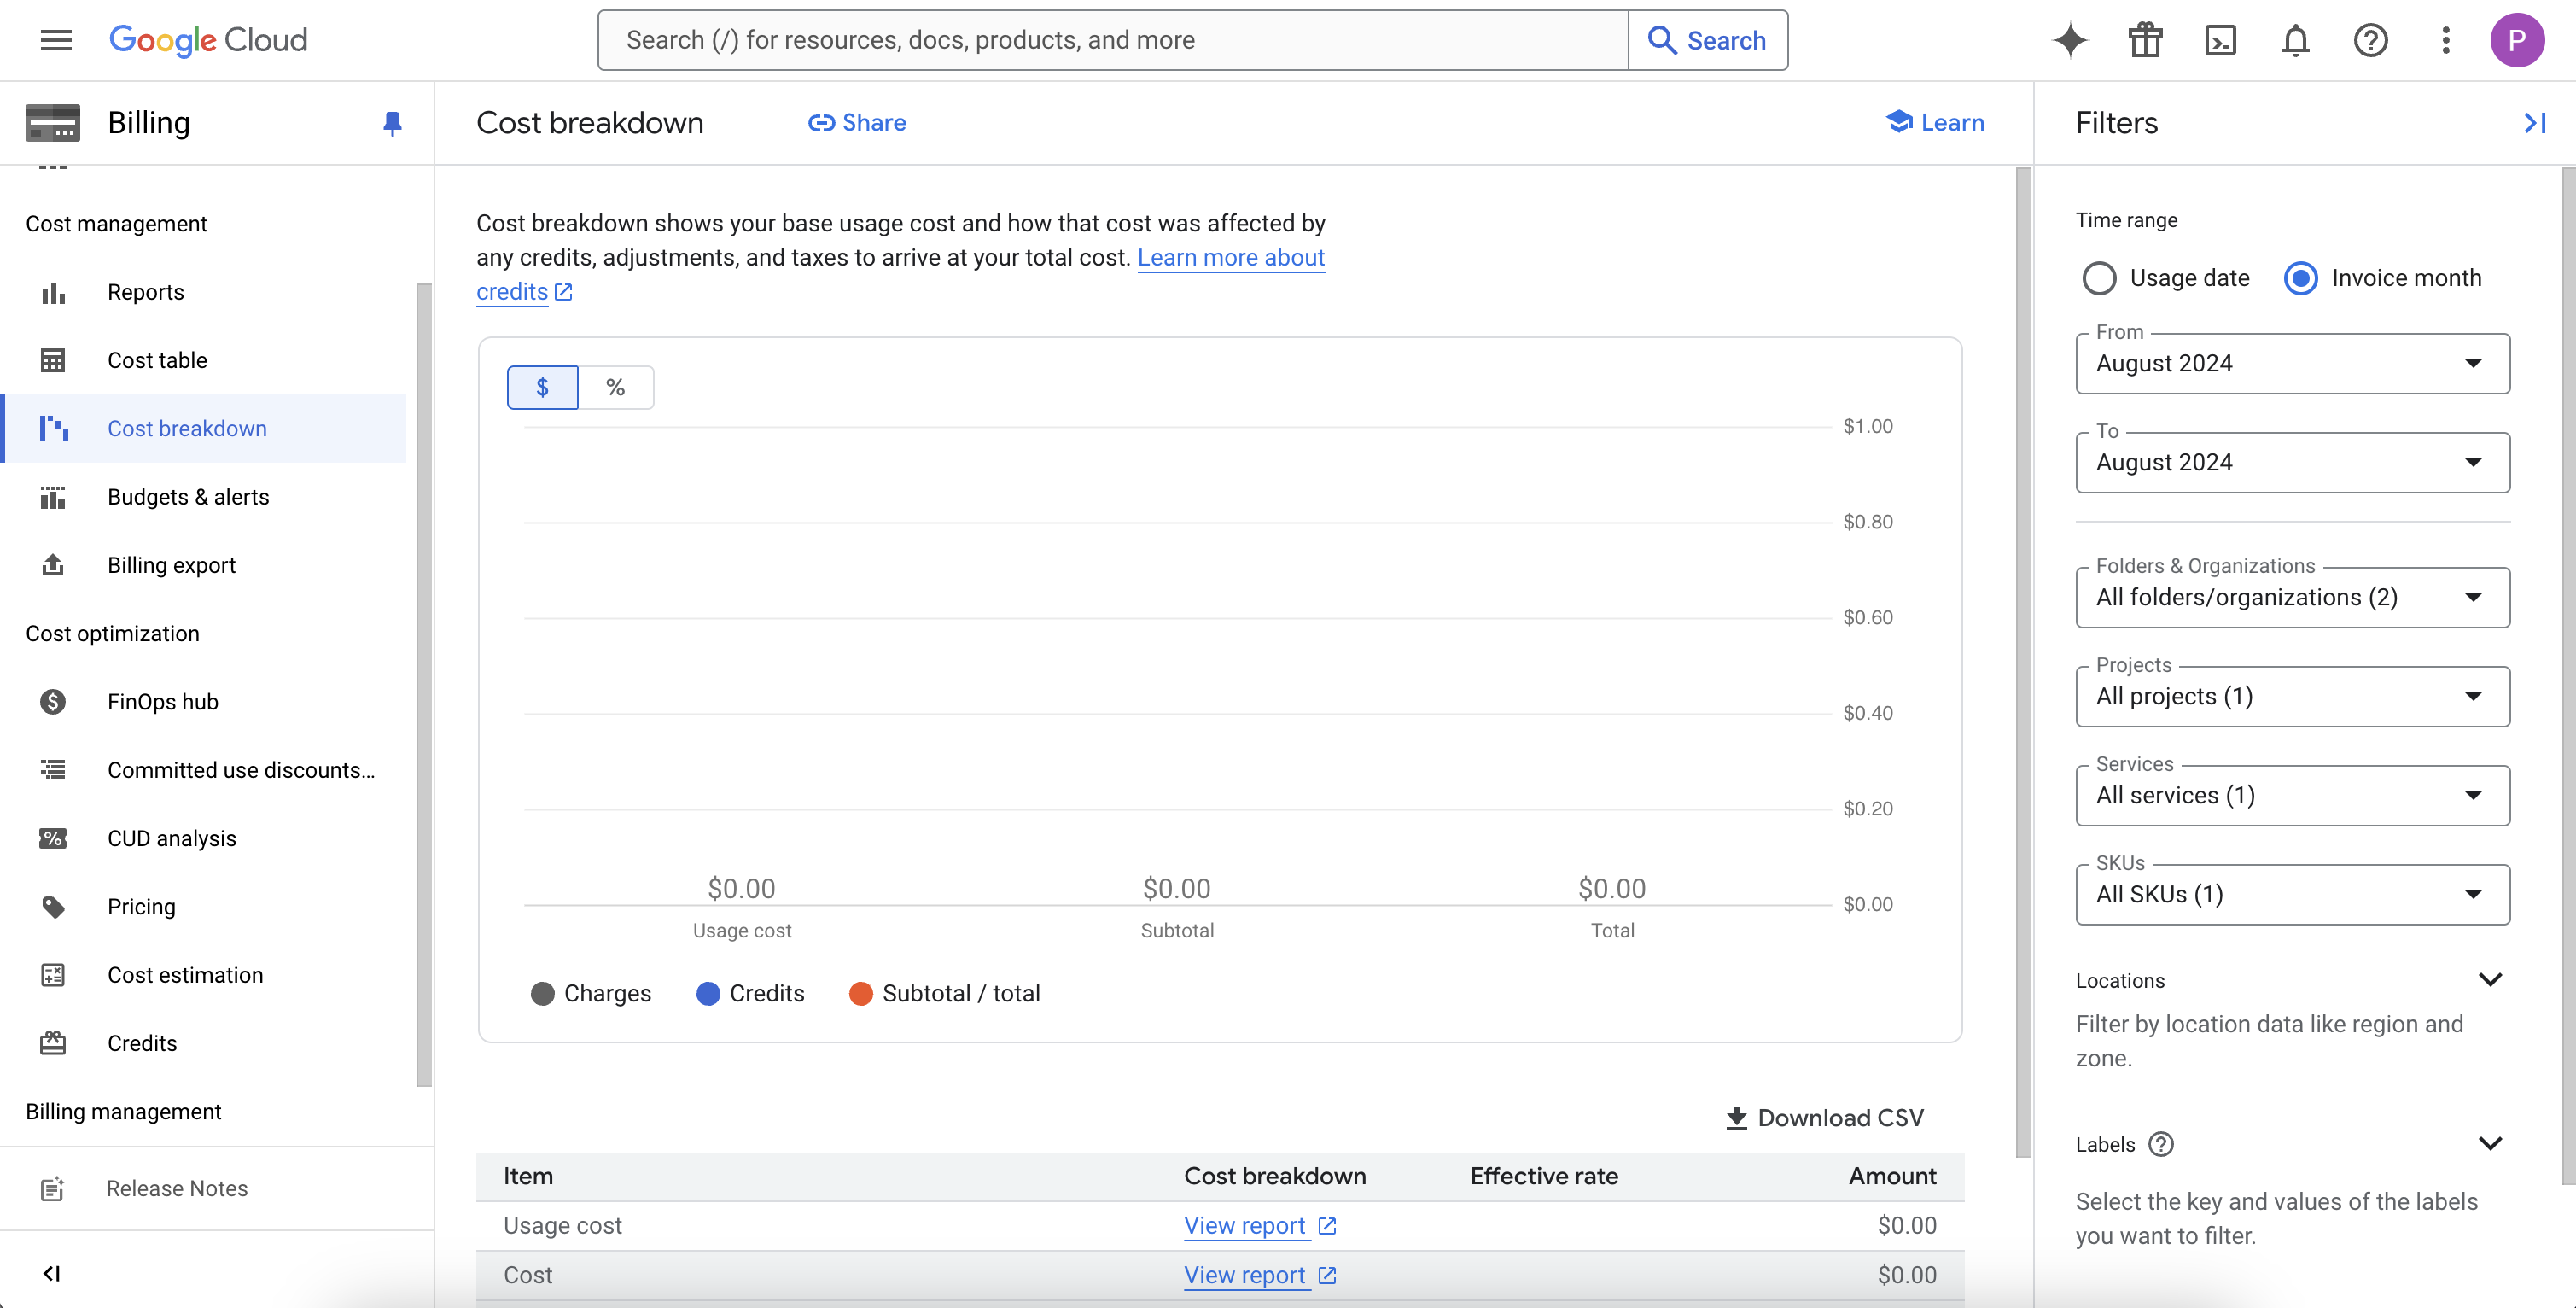 Google Cloud
Search (/) for resources, docs, products, and more
Search
P
Billing
Cost management
Reports
Cost table
Cost breakdown
Budgets & alerts
Billing export
Cost optimization
FinOps hub
Committed use discounts...
CUD analysis
Pricing
Cost estimation
Credits
Billing management
Release Notes
Cost breakdown
Share
Learn
Cost breakdown shows your base usage cost and how that cost was affected by
any credits, adjustments, and taxes to arrive at your total cost. Learn more about
credits
$ %
$1.00
$0.80
$0.60
$0.40
$0.20
$0.00
$0.00 $0.00 $0.00
Usage cost Subtotal Total
Charges Credits Subtotal / total
Download CSV
Item Cost breakdown Effective rate Amount
Usage cost View report $0.00
Cost View report $0.00
Filters
Time range
Usage date Invoice month
From
August 2024
To
August 2024
Folders & Organizations
All folders/organizations (2)
Projects
All projects (1)
Services
All services (1)
SKUs
All SKUs (1)
Locations
Filter by location data like region and
zone.
Labels
Select the key and values of the labels
you want to filter.